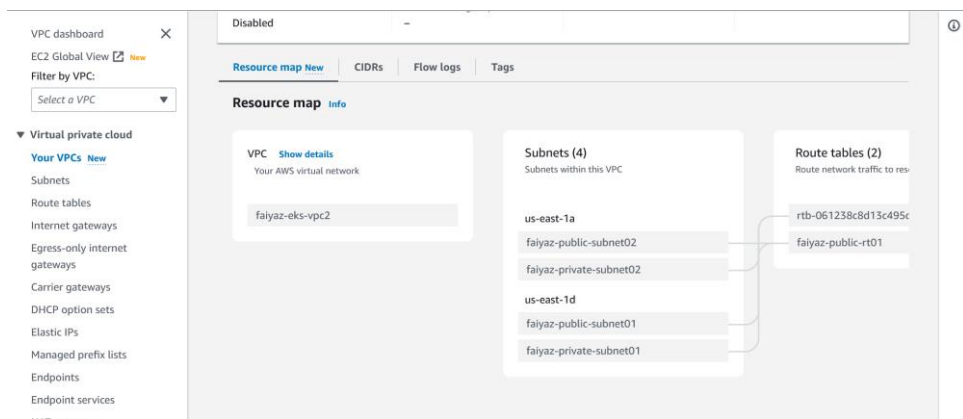 Disabled
–
VPC dashboard
EC2 Global View New
Filter by VPC:
Select a VPC
Virtual private cloud
Your VPCs New
Subnets
Route tables
Internet gateways
Egress-only internet
gateways
Carrier gateways
DHCP option sets
Elastic IPs
Managed prefix lists
Endpoints
Endpoint services
Resource map New
CIDRs
Flow logs
Tags
Resource map Info
VPC Show details
Your AWS virtual network
faiyaz-eks-vpc2
Subnets (4)
Subnets within this VPC
us-east-1a
faiyaz-public-subnet02
faiyaz-private-subnet02
us-east-1d
faiyaz-public-subnet01
faiyaz-private-subnet01
Route tables (2)
Route network traffic to res
rtb-061238c8d13c495c
faiyaz-public-rt01